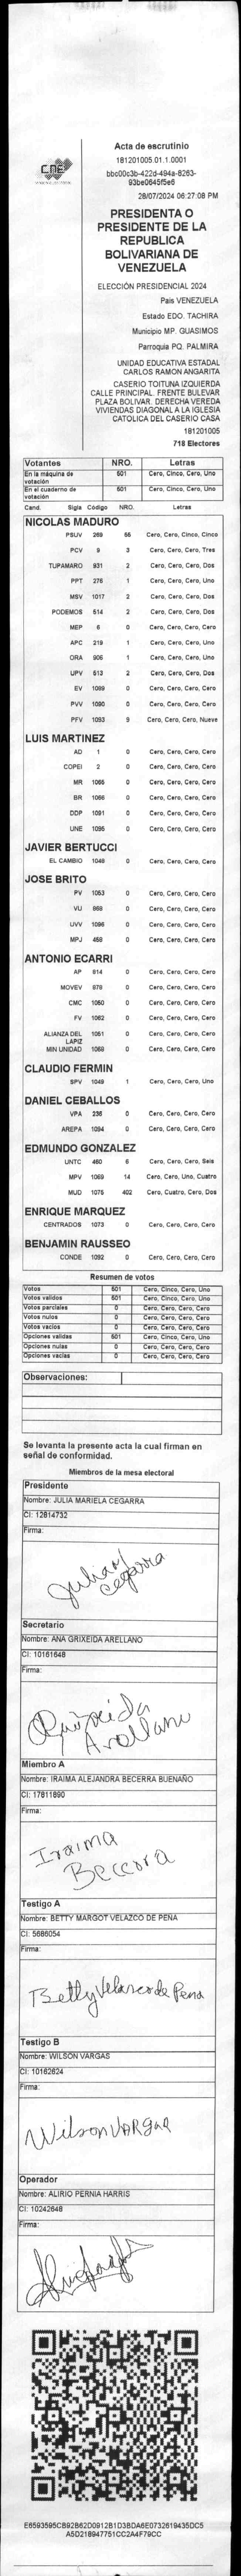 CNE
Acta de escrutinio
181201005.01.1.0001
bbc00c3b-422d-494a-8263-
93be0645f5e6
28/07/2024 06:27:08 PM
PRESIDENTA O
PRESIDENTE DE LA
REPUBLICA
BOLIVARIANA DE
VENEZUELA
ELECCIÓN PRESIDENCIAL 2024
País VENEZUELA
Estado EDO. TACHIRA
Municipio MP. GUASIMOS
Parroquia PQ. PALMIRA
UNIDAD EDUCATIVA ESTADAL
CARLOS RAMON ANGARITA
CASERIO TOITUNA IZQUIERDA
CALLE PRINCIPAL. FRENTE BULEVAR
PLAZA BOLIVAR. DERECHA VEREDA
VIVIENDAS DIAGONAL A LA IGLESIA
CATOLICA DEL CASERIO CASA
181201005
718 Electores
Votantes NRO. Letras
En la máquina de votación 501 Cero, Cinco, Cero, Uno
En el cuaderno de votación 501 Cero, Cinco, Cero, Uno
Cand. Sigla Código NRO. Letras
NICOLAS MADURO
PSUV 269 55 Cero, Cero, Cinco, Cinco
PCV 9 3 Cero, Cero, Cero, Tres
TUPAMARO 931 2 Cero, Cero, Cero, Dos
PPT 276 1 Cero, Cero, Cero, Uno
MSV 1017 2 Cero, Cero, Cero, Dos
PODEMOS 514 2 Cero, Cero, Cero, Dos
MEP 6 0 Cero, Cero, Cero, Cero
APC 219 1 Cero, Cero, Cero, Uno
ORA 906 1 Cero, Cero, Cero, Uno
UPV 513 2 Cero, Cero, Cero, Dos
EV 1089 0 Cero, Cero, Cero, Cero
PVV 1090 0 Cero, Cero, Cero, Cero
PFV 1093 9 Cero, Cero, Cero, Nueve
LUIS MARTINEZ
AD 1 0 Cero, Cero, Cero, Cero
COPEI 2 0 Cero, Cero, Cero, Cero
MR 1065 0 Cero, Cero, Cero, Cero
BR 1066 0 Cero, Cero, Cero, Cero
DDP 1091 0 Cero, Cero, Cero, Cero
UNE 1095 0 Cero, Cero, Cero, Cero
JAVIER BERTUCCI
EL CAMBIO 1048 0 Cero, Cero, Cero, Cero
JOSE BRITO
PV 1053 0 Cero, Cero, Cero, Cero
VU 868 0 Cero, Cero, Cero, Cero
UVV 1096 0 Cero, Cero, Cero, Cero
MPJ 459 0 Cero, Cero, Cero, Cero
ANTONIO ECARRI
AP 814 0 Cero, Cero, Cero, Cero
MOVEV 879 0 Cero, Cero, Cero, Cero
CMC 1050 0 Cero, Cero, Cero, Cero
FV 1062 0 Cero, Cero, Cero, Cero
ALIANZA DEL LAPIZ 1051 0 Cero, Cero, Cero, Cero
MIN UNIDAD 1068 0 Cero, Cero, Cero, Cero
CLAUDIO FERMIN
SPV 1049 1 Cero, Cero, Cero, Uno
DANIEL CEBALLOS
VPA 236 0 Cero, Cero, Cero, Cero
AREPA 1094 0 Cero, Cero, Cero, Cero
EDMUNDO GONZALEZ
UNTC 460 6 Cero, Cero, Cero, Seis
MPV 1069 14 Cero, Cero, Uno, Cuatro
MUD 1075 402 Cero, Cuatro, Cero, Dos
ENRIQUE MARQUEZ
CENTRADOS 1073 0 Cero, Cero, Cero, Cero
BENJAMIN RAUSSEO
CONDE 1092 0 Cero, Cero, Cero, Cero
Resumen de votos
Votos 501 Cero, Cinco, Cero, Uno
Votos validos 501 Cero, Cinco, Cero, Uno
Votos parciales 0 Cero, Cero, Cero, Cero
Votos nulos 0 Cero, Cero, Cero, Cero
Votos vacios 0 Cero, Cero, Cero, Cero
Opciones validas 501 Cero, Cinco, Cero, Uno
Opciones nulas 0 Cero, Cero, Cero, Cero
Opciones vacias 0 Cero, Cero, Cero, Cero
Observaciones:
Se levanta la presente acta la cual firman en
señal de conformidad.
Miembros de la mesa electoral
Presidente
Nombre: JULIA MARIELA CEGARRA
CI: 12814732
Firma:
Julia M
Cegarra
Secretario
Nombre: ANA GRIXEIDA ARELLANO
CI: 10161648
Firma:
Arellano
Miembro A
Nombre: IRAIMA ALEJANDRA BECERRA BUENAÑO
CI: 17811890
Firma:
Iraima
Becerra
Testigo A
Nombre: BETTY MARGOT VELAZCO DE PEÑA
CI: 5686054
Firma:
Betty Velazco de Pena
Testigo B
Nombre: WILSON VARGAS
CI: 10162624
Firma:
Wilson VARGAS
Operador
Nombre: ALIRIO PERNIA HARRIS
CI: 10242648
Firma:
E6593595CB92B62D0912B1D3BDA6E0732619435DC5
A5D218947751CC2A4F79CC